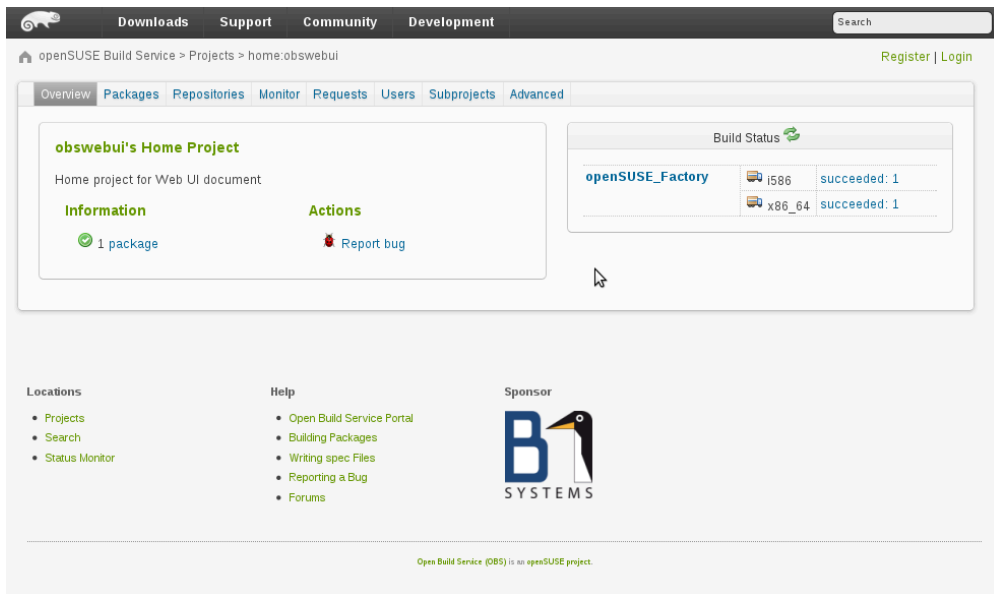 Downloads Support Community Development Search
openSUSE Build Service > Projects > home:obswebui Register | Login
Overview Packages Repositories Monitor Requests Users Subprojects Advanced
obswebui's Home Project
Home project for Web UI document
Information Actions
1 package Report bug
Build Status
openSUSE_Factory i586 succeeded: 1
x86_64 succeeded: 1
Locations
Projects
Search
Status Monitor
Help
Open Build Service Portal
Building Packages
Writing spec Files
Reporting a Bug
Forums
Sponsor
B1
SYSTEMS
Open Build Service (OBS) is an openSUSE project.